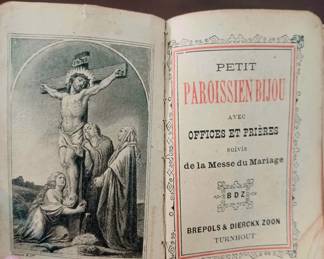 PETIT
PAROISSIEN BIJOU
AVEC
OFFICES ET PRIÈRES
suivis
de la Messe du Mariage
BDZ
BREPOLS & DIERCKX ZOON
TURNHOUT